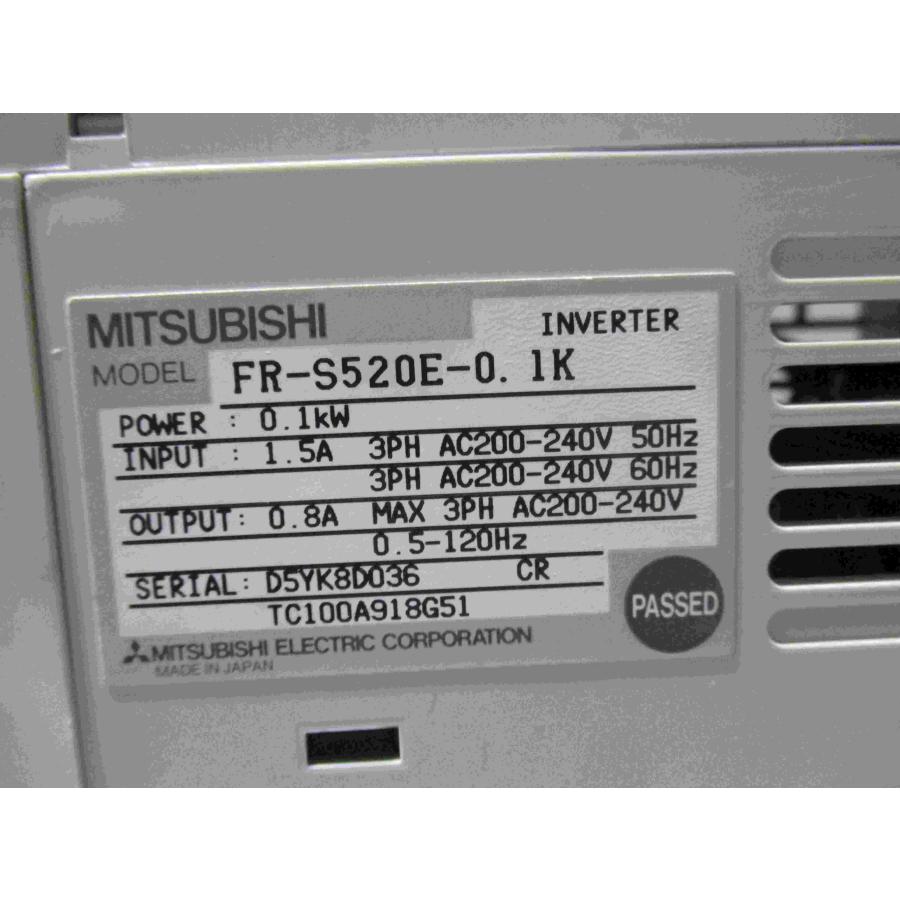 MITSUBISHI INVERTER
MODEL FR-S520E-0.1K
POWER : 0.1kW
INPUT : 1.5A 3PH AC200-240V 50Hz
3PH AC200-240V 60Hz
OUTPUT: 0.8A MAX 3PH AC200-240V
0.5-120Hz
SERIAL: D5YK8D036 CR
TC100A918G51
PASSED
MITSUBISHI ELECTRIC CORPORATION
MADE IN JAPAN